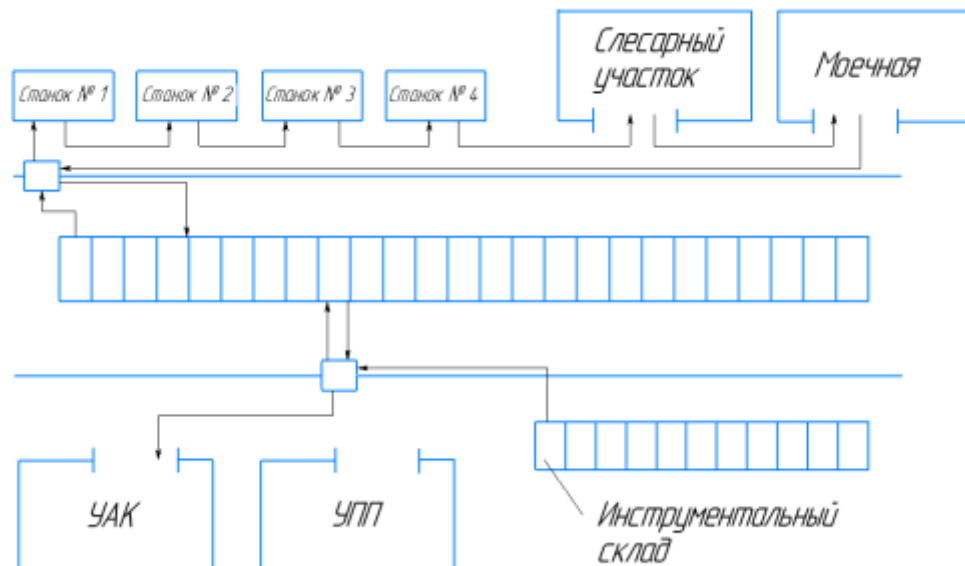 Слесарный
участок
Моечная
Станок № 1
Станок № 2
Станок № 3
Станок № 4
УАК
УПП
Инструментальный
склад